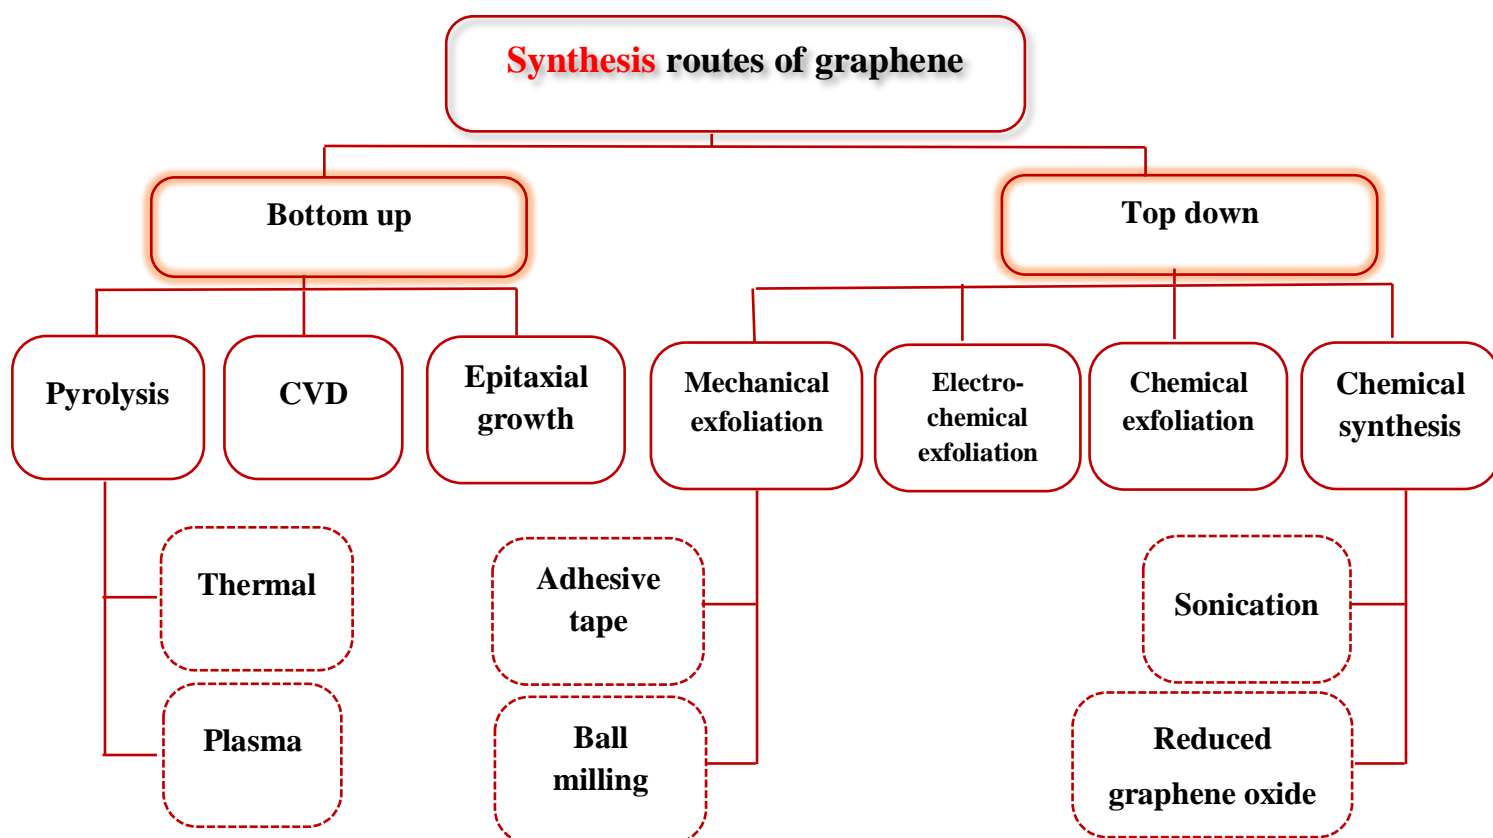 Synthesis routes of graphene
Bottom up
Top down
Pyrolysis
CVD
Epitaxial
growth
Mechanical
exfoliation
Electro-
chemical
exfoliation
Chemical
exfoliation
Chemical
synthesis
Thermal
Plasma
Adhesive
tape
Ball
milling
Sonication
Reduced
graphene oxide